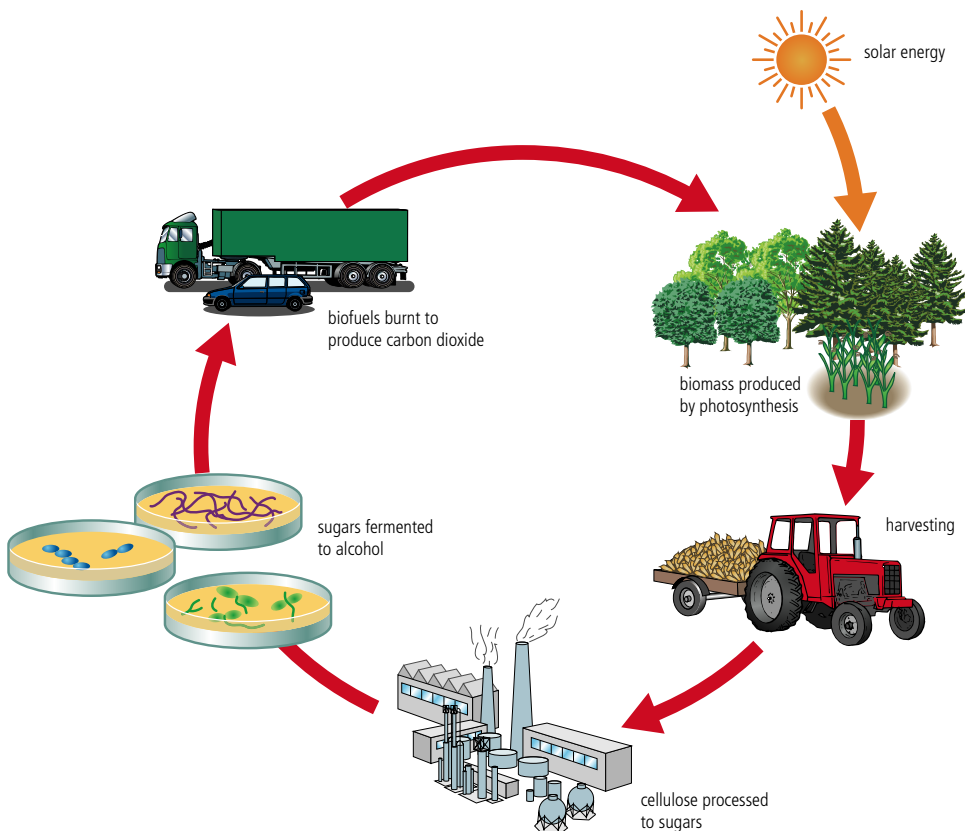 solar energy
biofuels burnt to
produce carbon dioxide
biomass produced
by photosynthesis
sugars fermented
to alcohol
harvesting
cellulose processed
to sugars